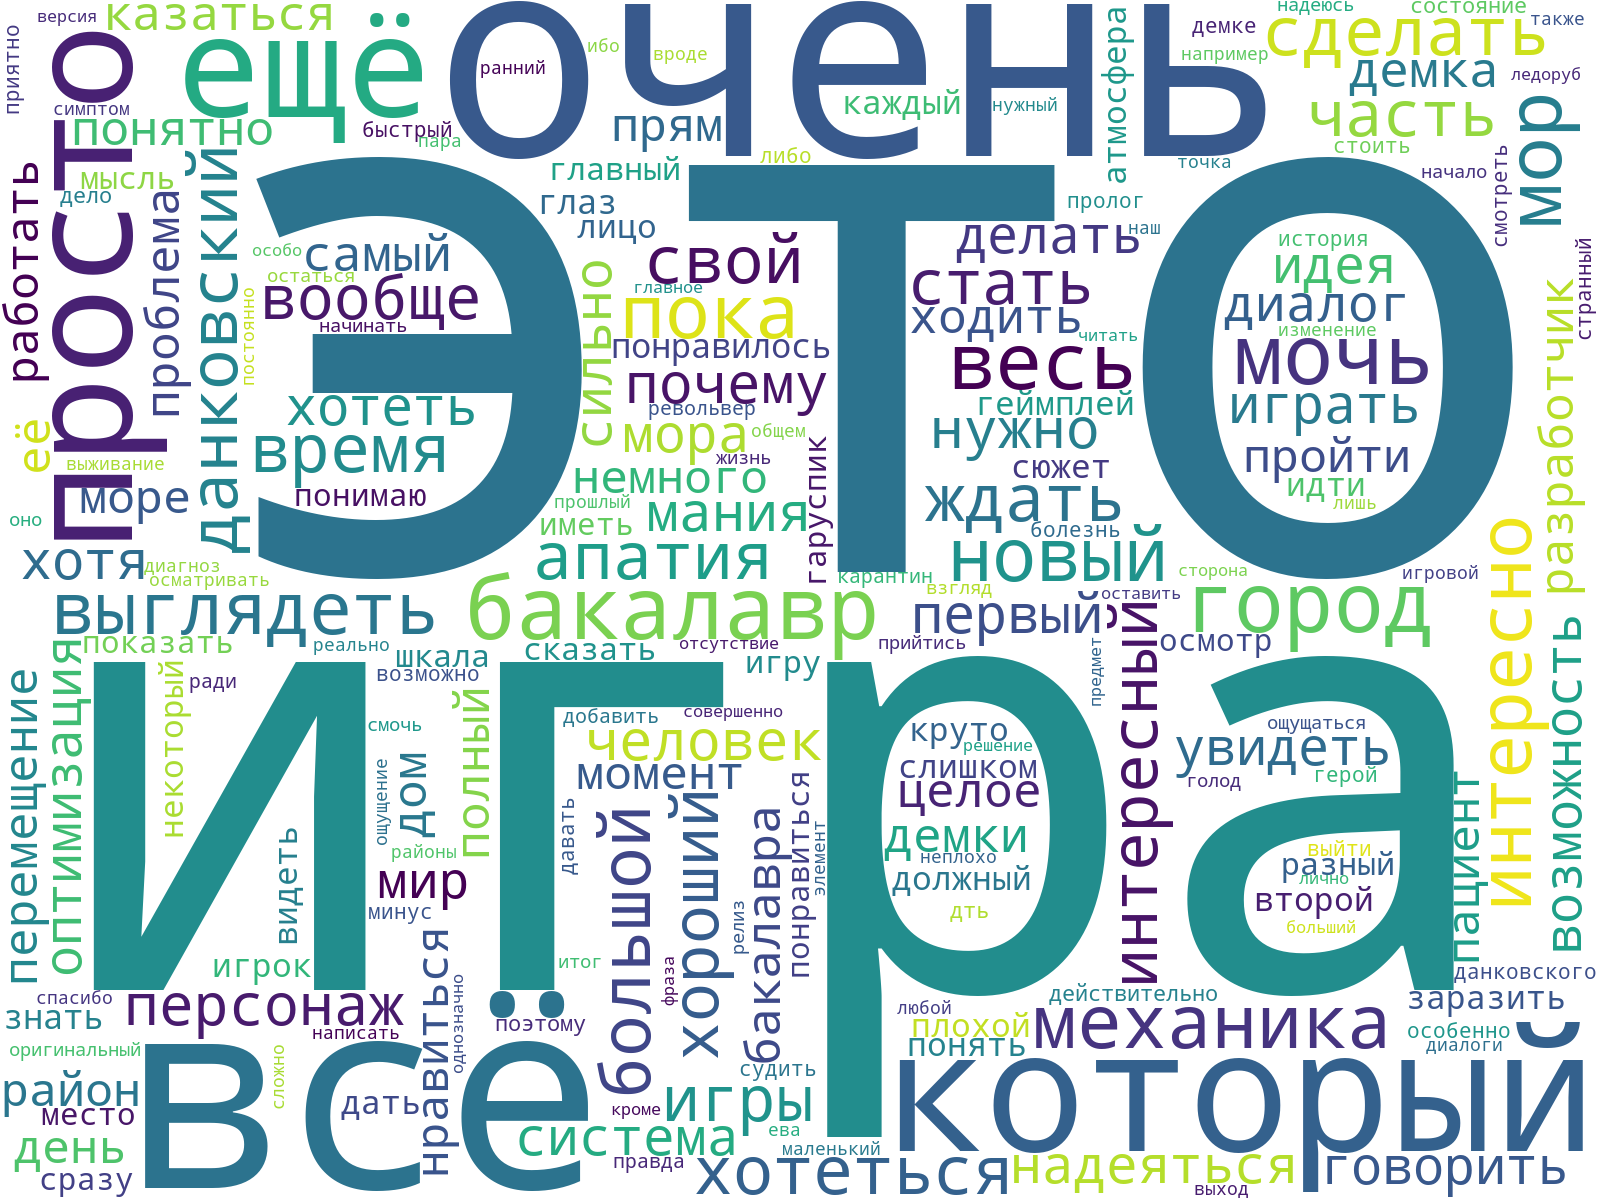 версия
казаться
ещё
очень
ибо
вроде
ранний
демке
например
надеюсь
состояние
также
сделать
демка
ледоруб
приятно
просто
симптом
понятно
быстрый
пара
прям
каждый
нужный
атмосфера
часть
мор
стоить
мысль
дело
проблема
данковский
главный
либо
точка
начало
смотреть
глаз
лицо
пролог
наш
работать
особо
самый
остаться
постоянно
вообще
начинать
это
сильно
свой
главное
пока
понравилось
почему
револьвер
мора
общем
жизнь
немного
прошлый
иметь
мания
апатия
гаруспик
делать
стать
ходить
читать
весь
геймплей
нужно
сюжет
ждать
болезнь
новый
история
идея
диалог
изменение
мочь
играть
пройти
идти
лишь
странный
разработчик
её
выживание
море
оно
хотя
диагноз
осматривать
хотеть
время
понимаю
выглядеть
бакалавр
карантин
взгляд
первый
оставить
сторона
город
игровой
интересно
показать
реально
шкала
сказать
отсутствие
игру
прийтись
предмет
интересный
осмотр
возможность
перемещение
оптимизация
некоторый
ради
возможно
смочь
ощущение
дом
районы
полный
добавить
совершенно
человек
момент
давать
игра
видеть
мир
минус
большой
хороший
релиз
бакалавра
понравиться
элемент
круто
решение
слишком
целое
демки
неплохо
должный
дть
увидеть
ощущаться
голод
герой
выйти
разный
лично
второй
больший
пациент
игрок
итог
фраза
данковского
спасибо
персонаж
знать
написать
нравиться
однозначно
поэтому
любой
действительно
плохой
понять
механика
заразить
особенно
диалоги
оригинальный
сложно
всё
район
место
дать
день
сразу
кроме
игры
судить
система
ева
маленький
правда
хотеться
который
надеяться
говорить
выход